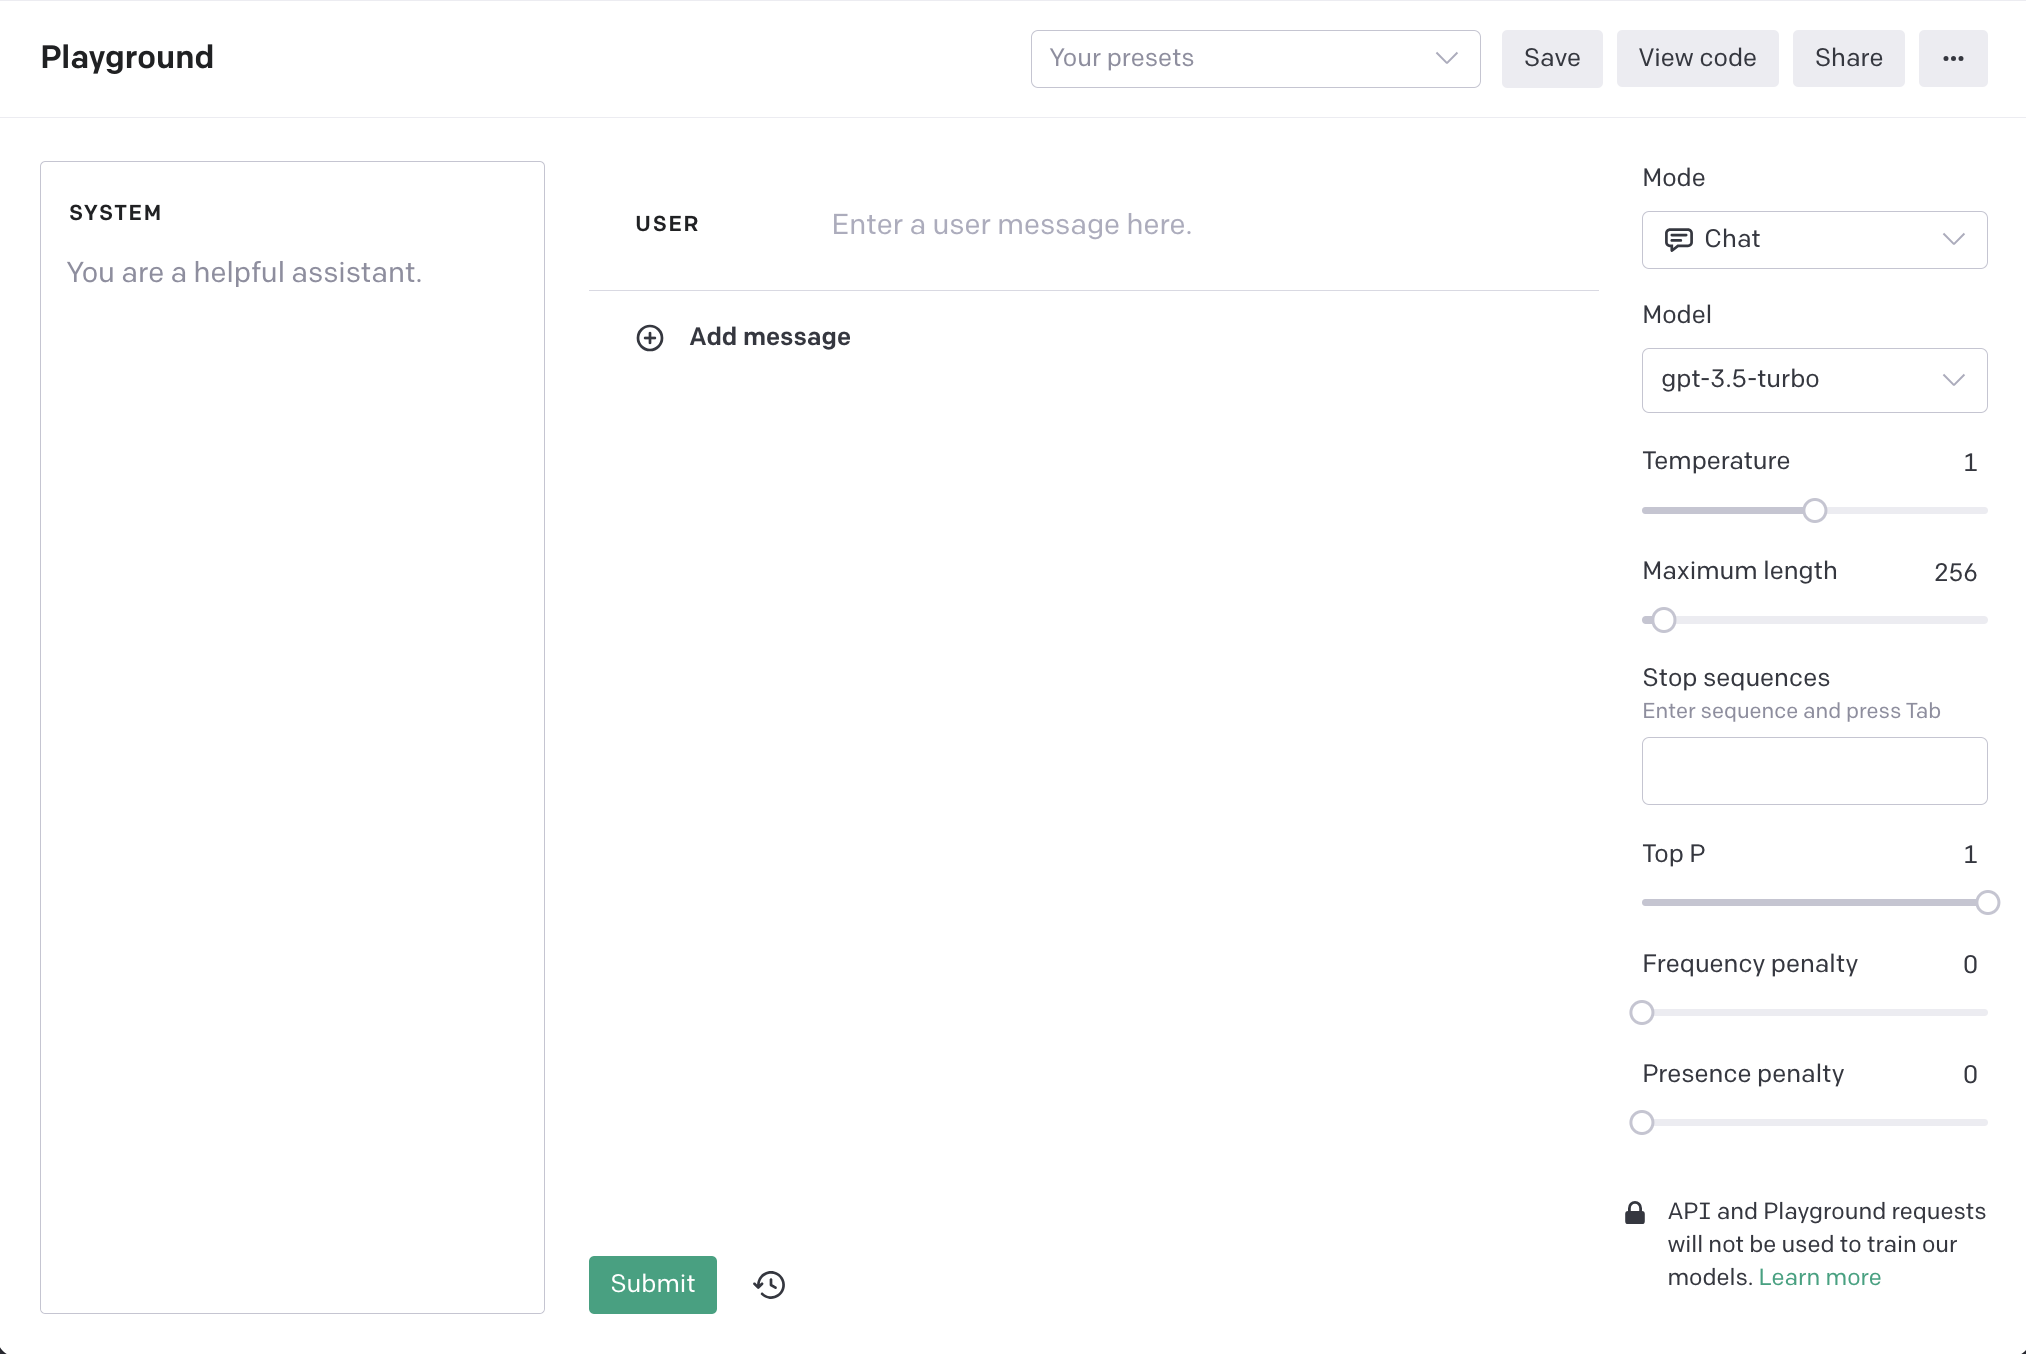 Playground
Your presets
Save
View code
Share
SYSTEM
You are a helpful assistant.
USER
Enter a user message here.
Add message
Submit
Mode
Chat
Model
gpt-3.5-turbo
Temperature 1
Maximum length 256
Stop sequences
Enter sequence and press Tab
Top P 1
Frequency penalty 0
Presence penalty 0
API and Playground requests
will not be used to train our
models. Learn more